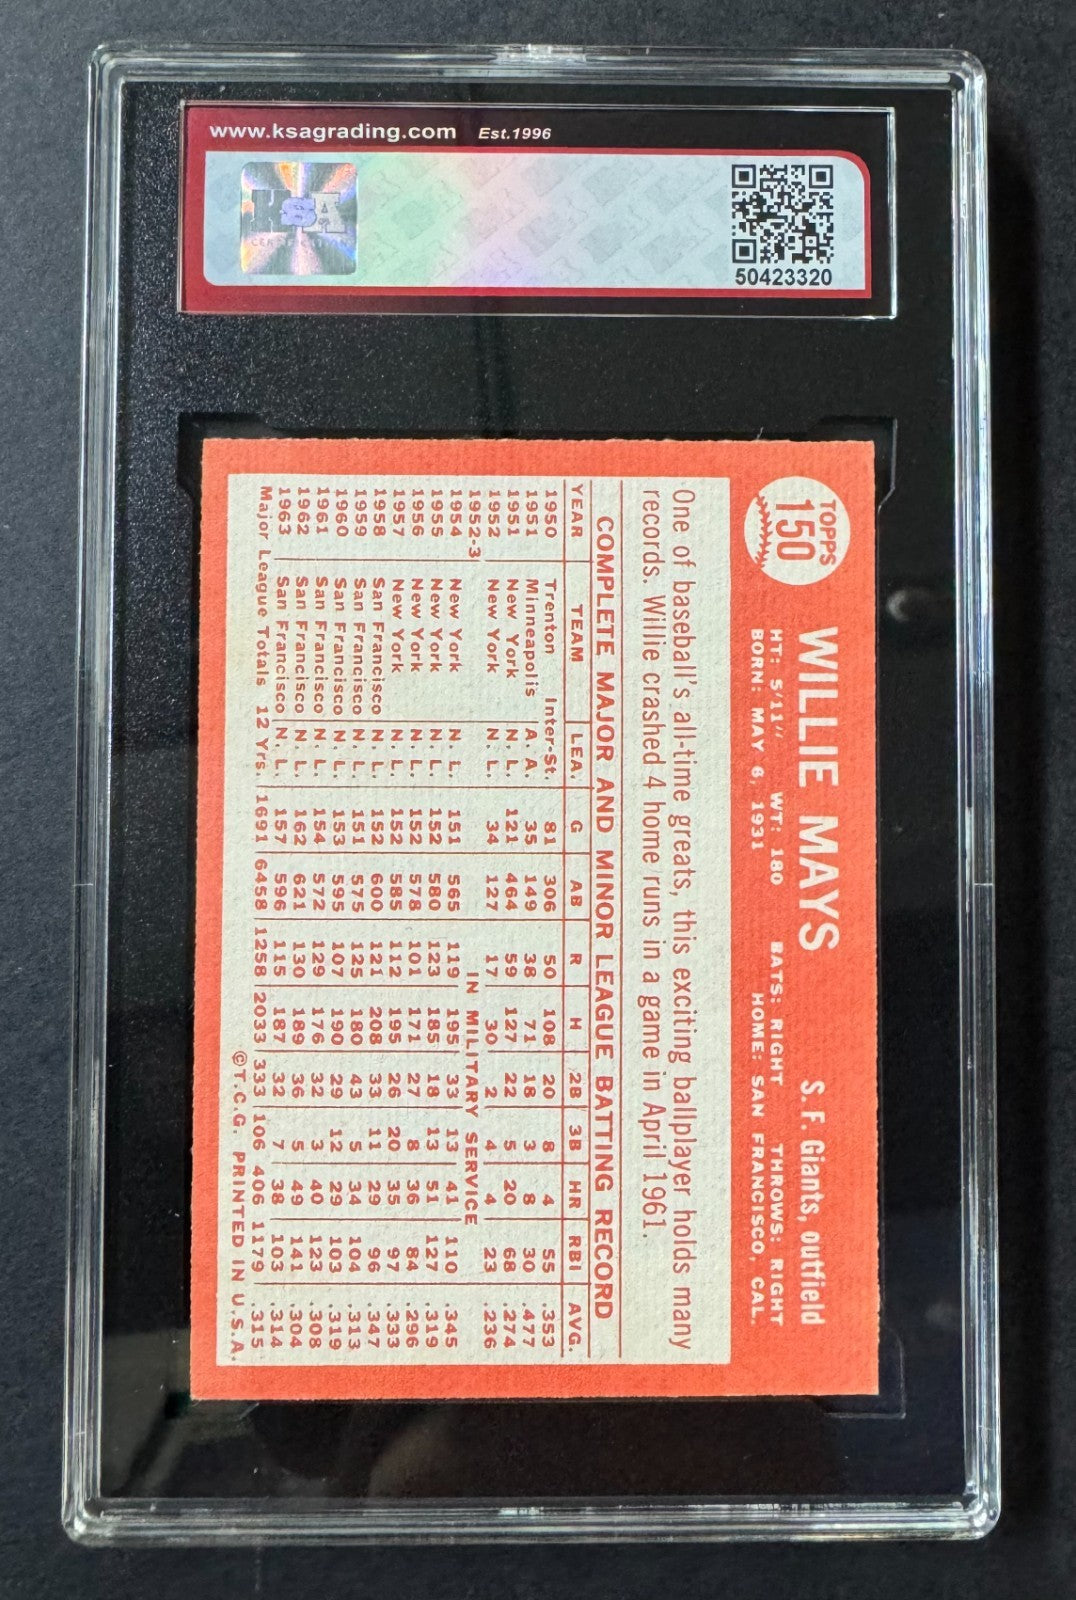 www.ksagrading.com Est.1996
KSA
CERTIFICATION
50423320
TOPPS
150
WILLIE MAYS S. F. Giants, outfield
HT: 5'11" WT: 180 BATS: RIGHT THROWS: RIGHT
BORN: MAY 6, 1931 HOME: SAN FRANCISCO, CAL.
One of baseball's all-time greats, this exciting ballplayer holds many
records. Willie crashed 4 home runs in a game in April 1961.
COMPLETE MAJOR AND MINOR LEAGUE BATTING RECORD
YEAR TEAM LEA. G AB R H 2B 3B HR RBI AVG.
1950 Trenton Inter-St. 81 306 50 108 20 8 4 55 .353
1951 Minneapolis A. A. 35 149 38 71 18 3 8 30 .477
1951 New York N. L. 121 464 59 127 22 5 20 68 .274
1952 New York N. L. 34 127 17 30 2 4 4 23 .236
1952-3 IN MILITARY SERVICE
1954 New York N. L. 151 565 119 195 33 13 41 110 .345
1955 New York N. L. 152 580 123 185 18 13 51 127 .319
1956 New York N. L. 152 578 101 171 27 8 36 84 .296
1957 New York N. L. 152 585 112 195 26 20 35 97 .333
1958 San Francisco N. L. 152 600 121 208 33 11 29 96 .347
1959 San Francisco N. L. 151 575 125 180 43 5 34 104 .313
1960 San Francisco N. L. 153 595 107 190 29 12 29 103 .319
1961 San Francisco N. L. 154 572 129 176 32 3 40 123 .308
1962 San Francisco N. L. 162 621 130 189 36 5 49 141 .304
1963 San Francisco N. L. 157 596 115 187 32 7 38 103 .314
Major League Totals 12 Yrs. 1691 6458 1258 2033 333 106 406 1179 .315
©T.C.G. PRINTED IN U.S.A.